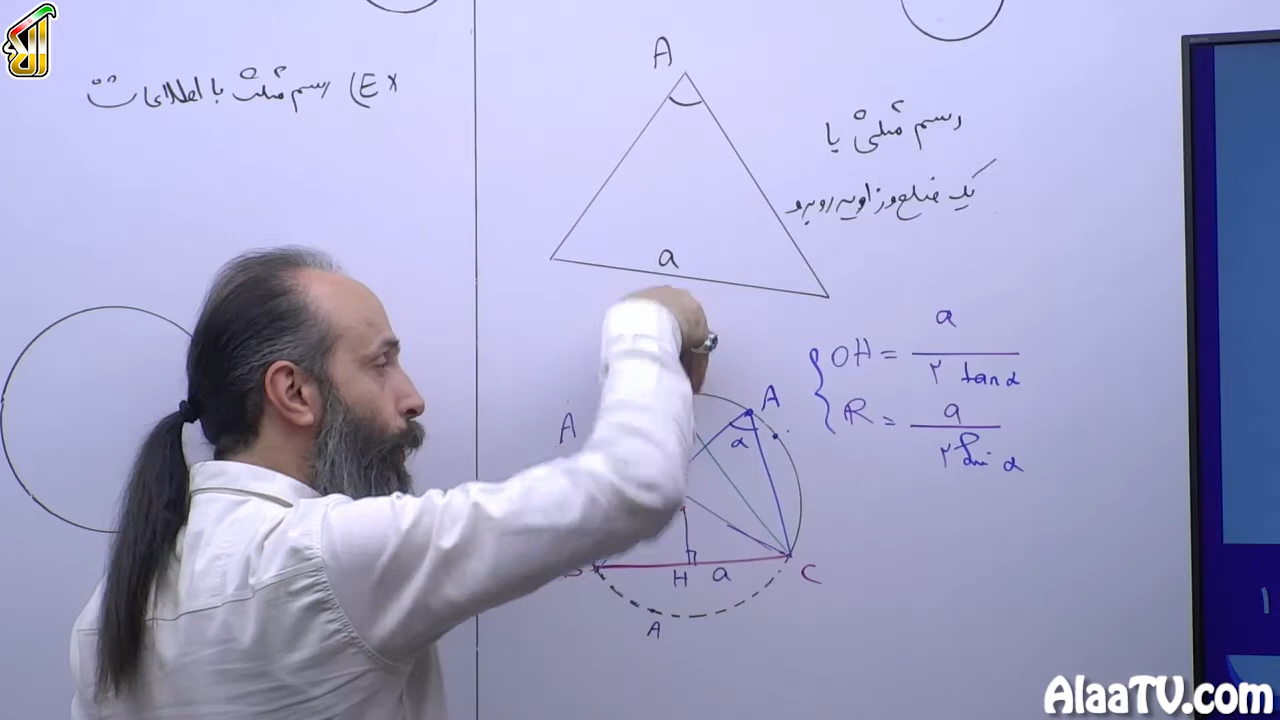 Ex) رسم مثلث با اطلاعات
A
a
رسم مثلثی با
یک ضلع و زاویه روبرو
OH = a / ۲ tan α
R = a / ۲ Sin α
A
A
α
B
H
a
C
A
AlaaTV.com